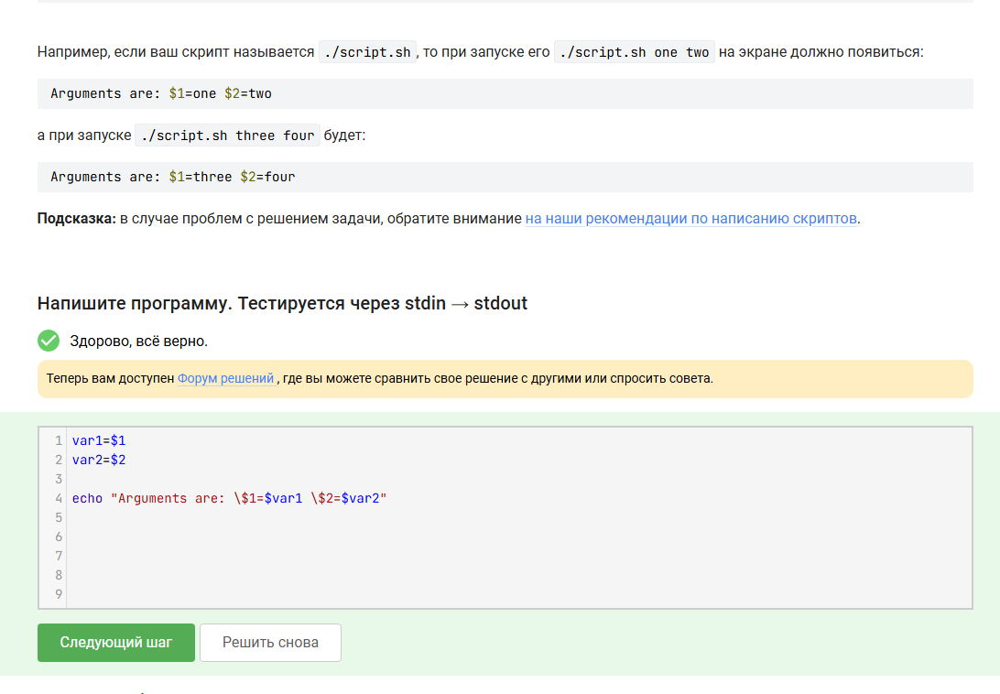 Например, если ваш скрипт называется ./script.sh, то при запуске его ./script.sh one two на экране должно появиться:
Arguments are: $1=one $2=two
а при запуске ./script.sh three four будет:
Arguments are: $1=three $2=four
Подсказка: в случае проблем с решением задачи, обратите внимание на наши рекомендации по написанию скриптов.
Напишите программу. Тестируется через stdin → stdout
Здорово, всё верно.
Теперь вам доступен Форум решений , где вы можете сравнить свое решение с другими или спросить совета.
1 var1=$1
2 var2=$2
3
4 echo "Arguments are: \$1=$var1 \$2=$var2"
5
6
7
8
9
Следующий шаг Решить снова